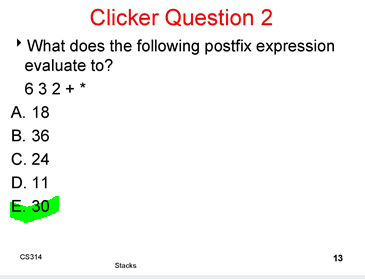 Clicker Question 2
What does the following postfix expression
evaluate to?
6 3 2 + *
A. 18
B. 36
C. 24
D. 11
E. 30
CS314
Stacks
13